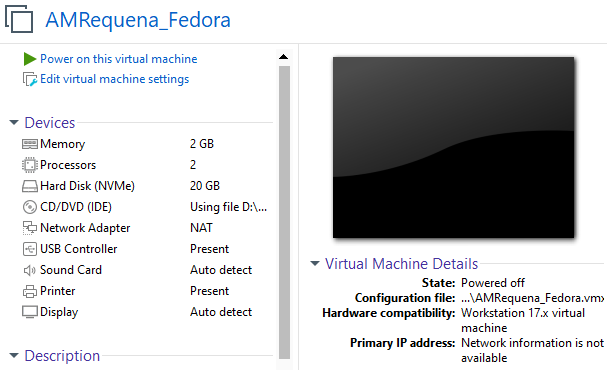 AMRequena_Fedora
Power on this virtual machine
Edit virtual machine settings
Devices
Memory 2 GB
Processors 2
Hard Disk (NVMe) 20 GB
CD/DVD (IDE) Using file D:\...
Network Adapter NAT
USB Controller Present
Sound Card Auto detect
Printer Present
Display Auto detect
Description
Virtual Machine Details
State: Powered off
Configuration file: ...\AMRequena_Fedora.vmx
Hardware compatibility: Workstation 17.x virtual
machine
Primary IP address: Network information is not
available